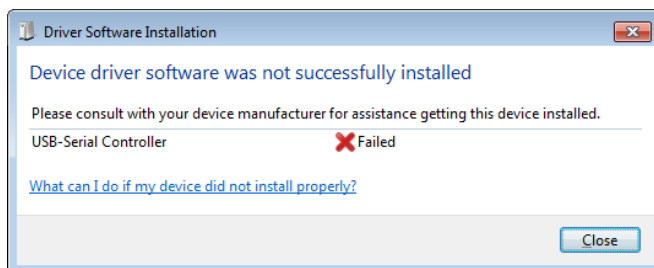 Driver Software Installation
Device driver software was not successfully installed
Please consult with your device manufacturer for assistance getting this device installed.
USB-Serial Controller Failed
What can I do if my device did not install properly?
Close